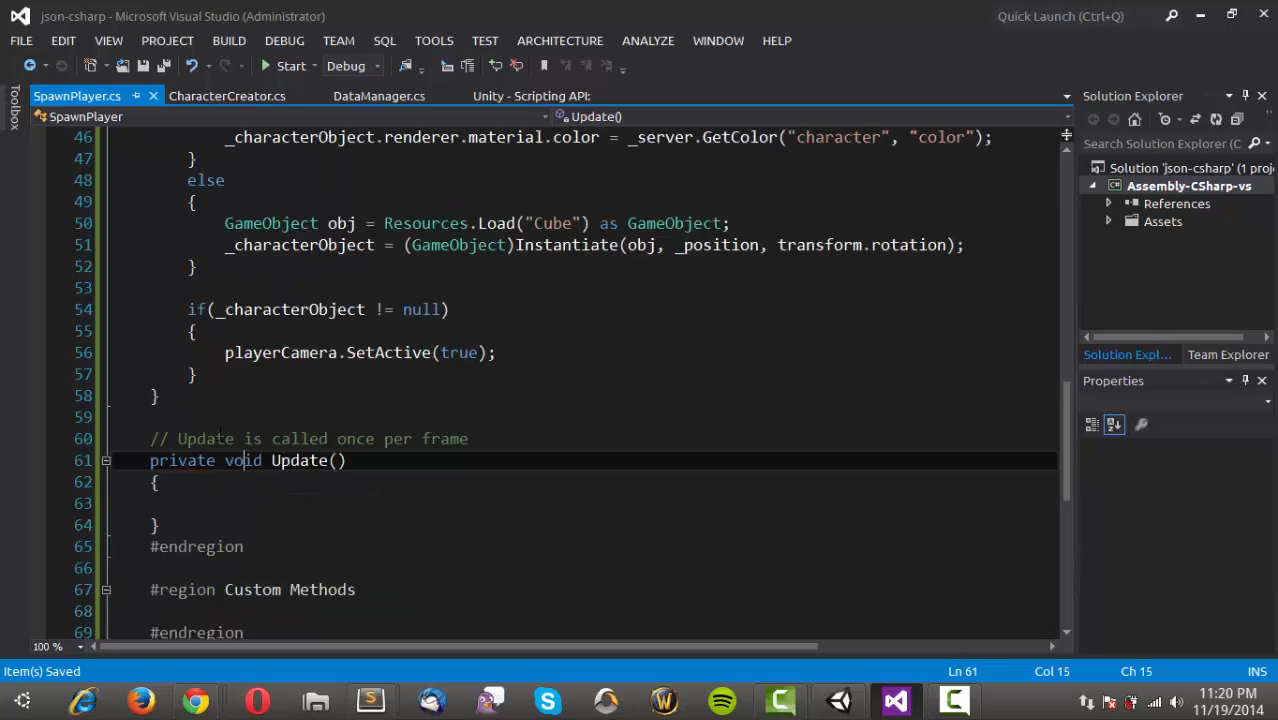 json-csharp - Microsoft Visual Studio (Administrator)
Quick Launch (Ctrl+Q)
FILE EDIT VIEW PROJECT BUILD DEBUG TEAM SQL TOOLS TEST ARCHITECTURE ANALYZE WINDOW HELP
Start Debug
SpawnPlayer.cs CharacterCreator.cs DataManager.cs Unity - Scripting API:
Toolbox
SpawnPlayer Update()
46 _characterObject.renderer.material.color = _server.GetColor("character", "color");
47 }
48 else
49 {
50 GameObject obj = Resources.Load("Cube") as GameObject;
51 _characterObject = (GameObject)Instantiate(obj, _position, transform.rotation);
52 }
53
54 if(_characterObject != null)
55 {
56 playerCamera.SetActive(true);
57 }
58 }
59
60 // Update is called once per frame
61 private void Update()
62 {
63
64 }
65 #endregion
66
67 #region Custom Methods
68
69 #endregion
100 %
Solution Explorer
Search Solution Explorer (C
Solution 'json-csharp' (1 proj
Assembly-CSharp-vs
References
Assets
Solution Expl... Team Explorer
Properties
Item(s) Saved
Ln 61 Col 15 Ch 15 INS
11:20 PM
11/19/2014